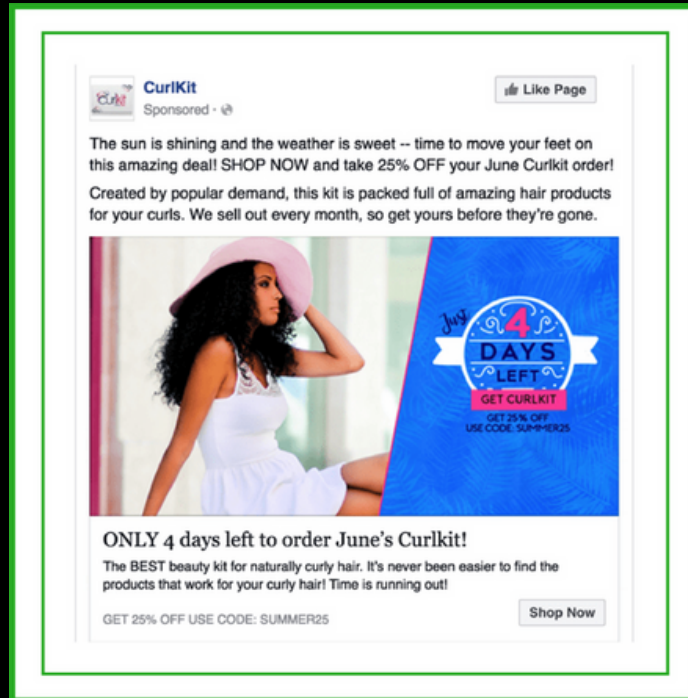 CurlKit
Like Page
CurlKit
Sponsored ·
The sun is shining and the weather is sweet -- time to move your feet on
this amazing deal! SHOP NOW and take 25% OFF your June Curlkit order!
Created by popular demand, this kit is packed full of amazing hair products
for your curls. We sell out every month, so get yours before they're gone.
Just
4
DAYS
LEFT
GET CURLKIT
GET 25% OFF
USE CODE: SUMMER25
ONLY 4 days left to order June's Curlkit!
The BEST beauty kit for naturally curly hair. It's never been easier to find the
products that work for your curly hair! Time is running out!
GET 25% OFF USE CODE: SUMMER25
Shop Now